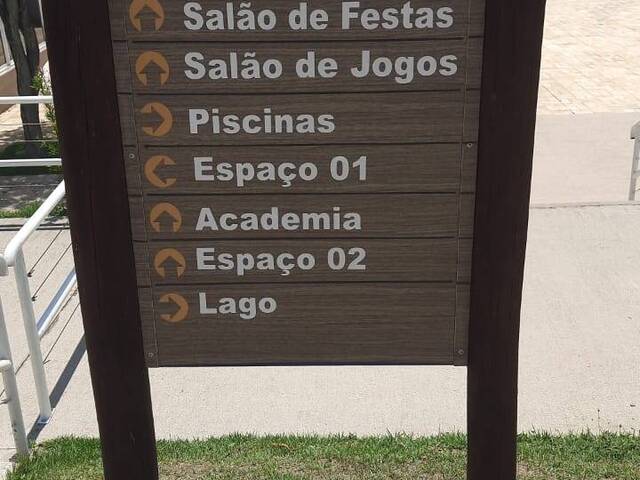 Salão de Festas
Salão de Jogos
Piscinas
Espaço 01
Academia
Espaço 02
Lago